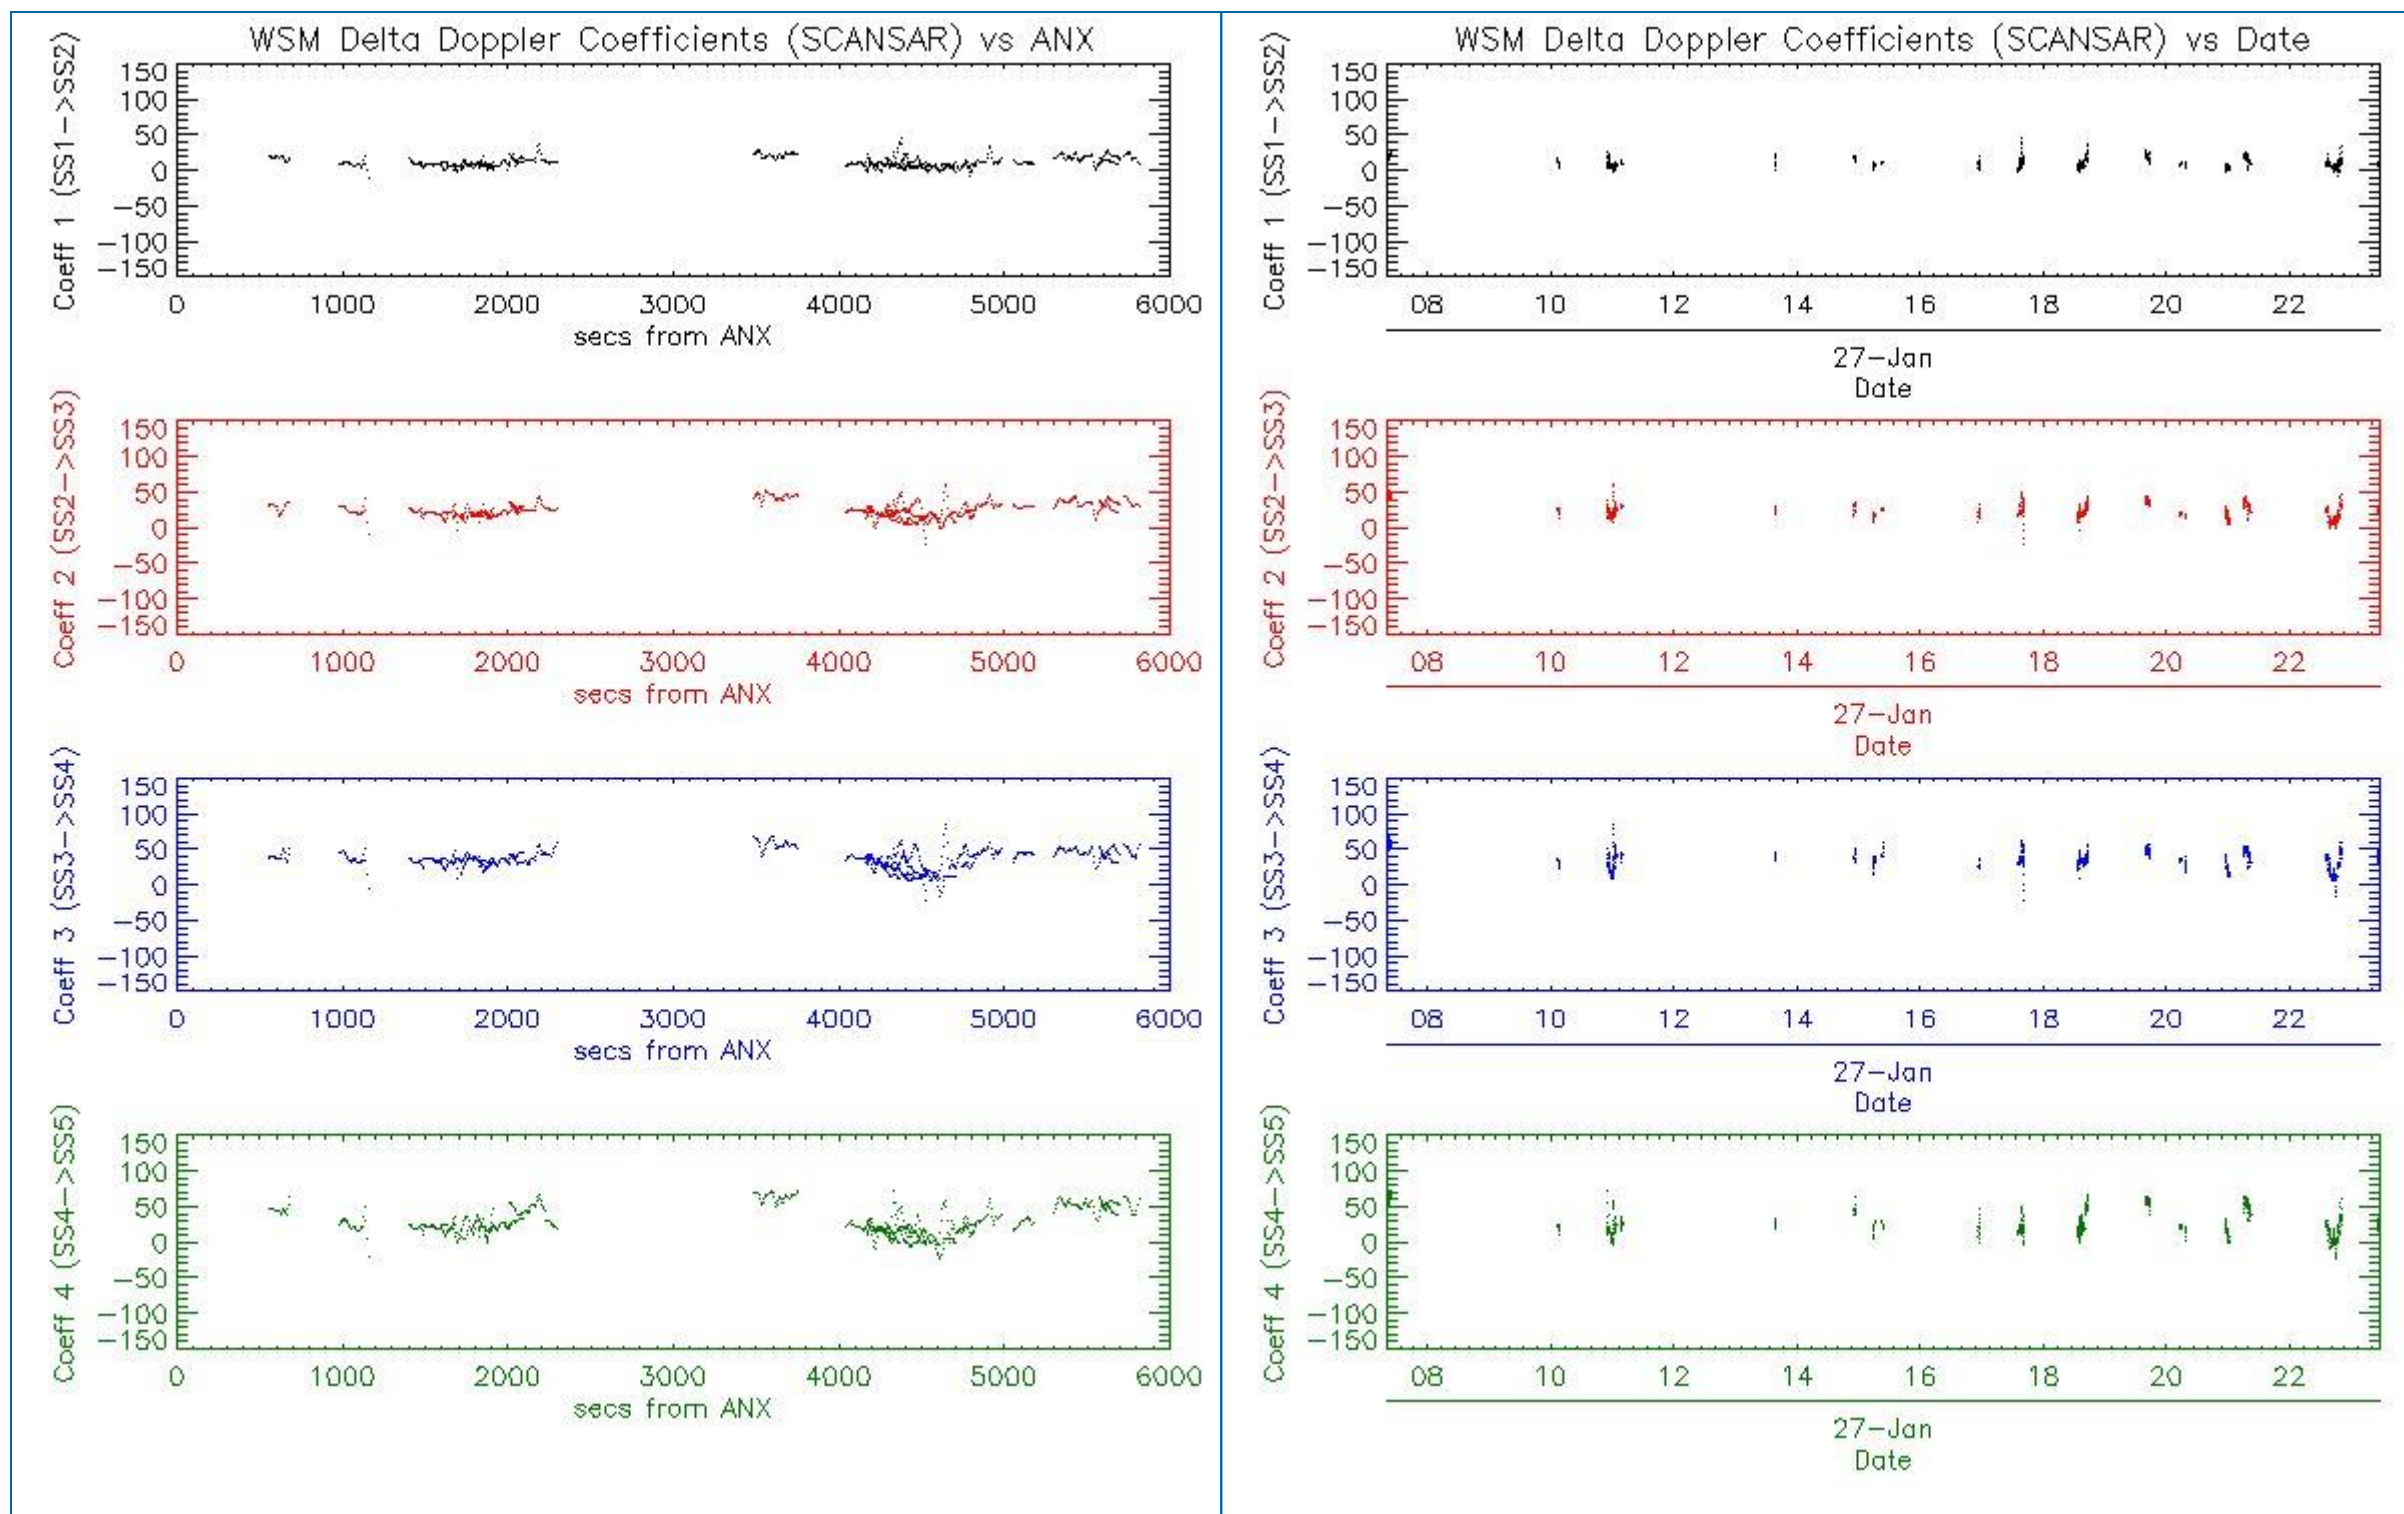 WSM Delta Doppler Coefficients (SCANSAR) vs ANX
Coeff 1 (SS1->SS2)
150
100
50
0
-50
-100
-150
0 1000 2000 3000 4000 5000 6000
secs from ANX
Coeff 2 (SS2->SS3)
150
100
50
0
-50
-100
-150
0 1000 2000 3000 4000 5000 6000
secs from ANX
Coeff 3 (SS3->SS4)
150
100
50
0
-50
-100
-150
0 1000 2000 3000 4000 5000 6000
secs from ANX
Coeff 4 (SS4->SS5)
150
100
50
0
-50
-100
-150
0 1000 2000 3000 4000 5000 6000
secs from ANX
WSM Delta Doppler Coefficients (SCANSAR) vs Date
Coeff 1 (SS1->SS2)
150
100
50
0
-50
-100
-150
08 10 12 14 16 18 20 22
27-Jan
Date
Coeff 2 (SS2->SS3)
150
100
50
0
-50
-100
-150
08 10 12 14 16 18 20 22
27-Jan
Date
Coeff 3 (SS3->SS4)
150
100
50
0
-50
-100
-150
08 10 12 14 16 18 20 22
27-Jan
Date
Coeff 4 (SS4->SS5)
150
100
50
0
-50
-100
-150
08 10 12 14 16 18 20 22
27-Jan
Date